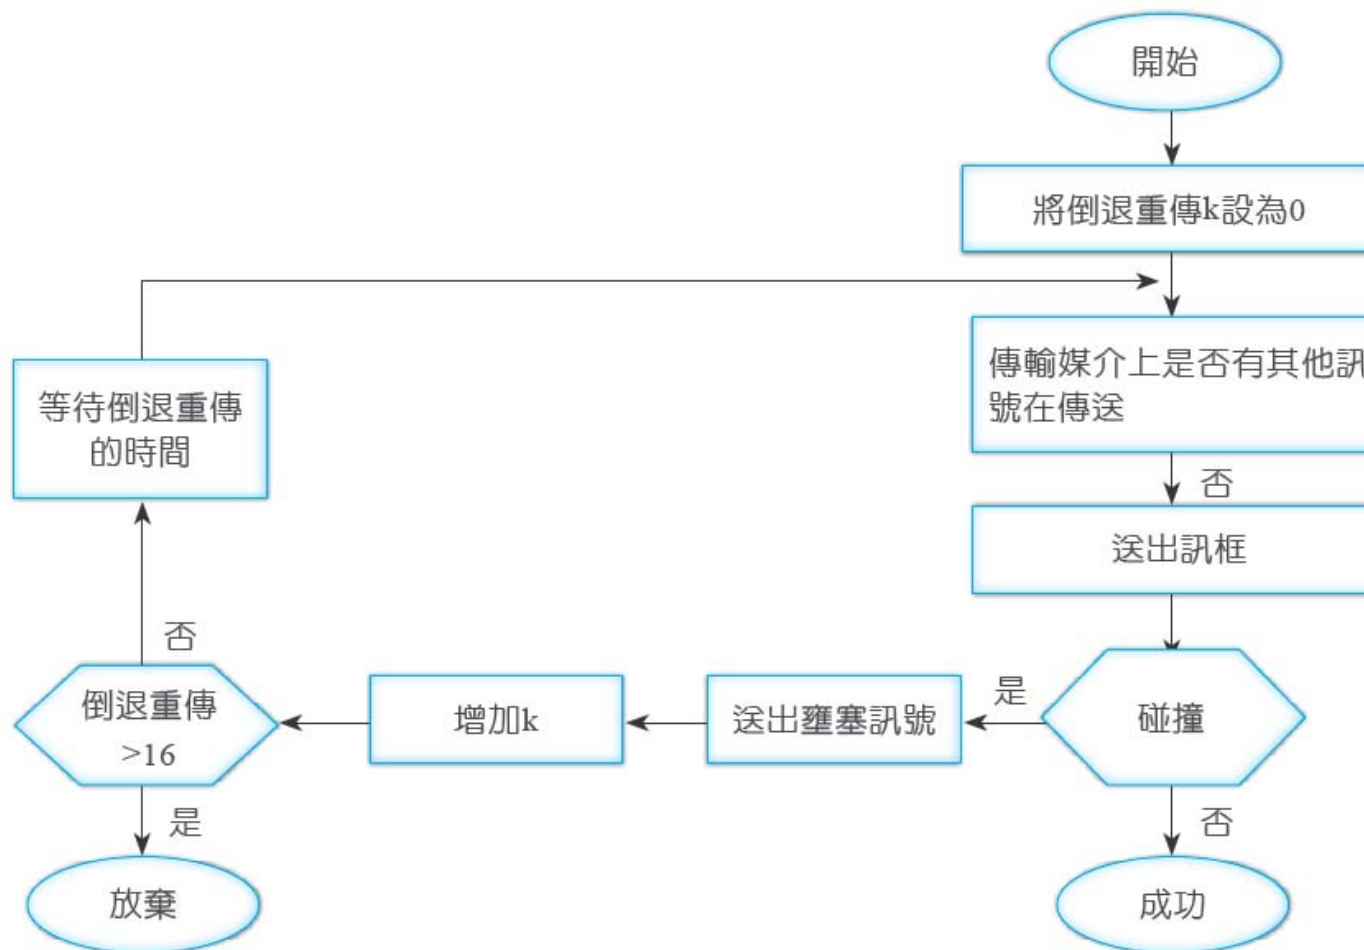 開始
將倒退重傳k設為0
傳輸媒介上是否有其他訊
號在傳送
否
送出訊框
碰撞
是
送出壅塞訊號
增加k
倒退重傳
>16
否
等待倒退重傳
的時間
是
放棄
否
成功